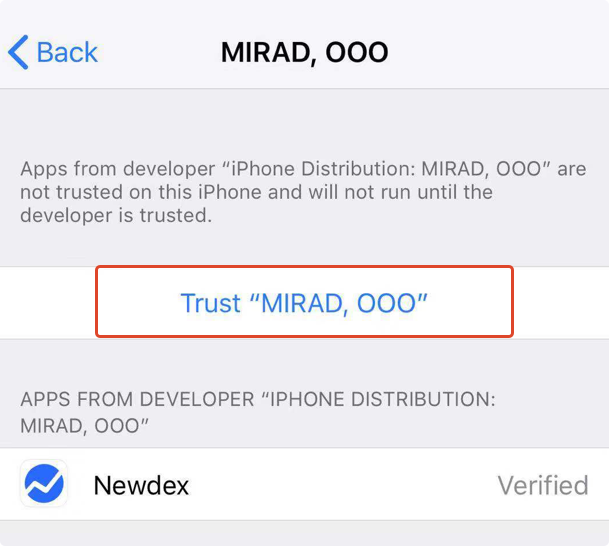 Back
MIRAD, OOO
Apps from developer “iPhone Distribution: MIRAD, OOO” are
not trusted on this iPhone and will not run until the
developer is trusted.
Trust “MIRAD, OOO”
APPS FROM DEVELOPER “IPHONE DISTRIBUTION:
MIRAD, OOO”
Newdex
Verified